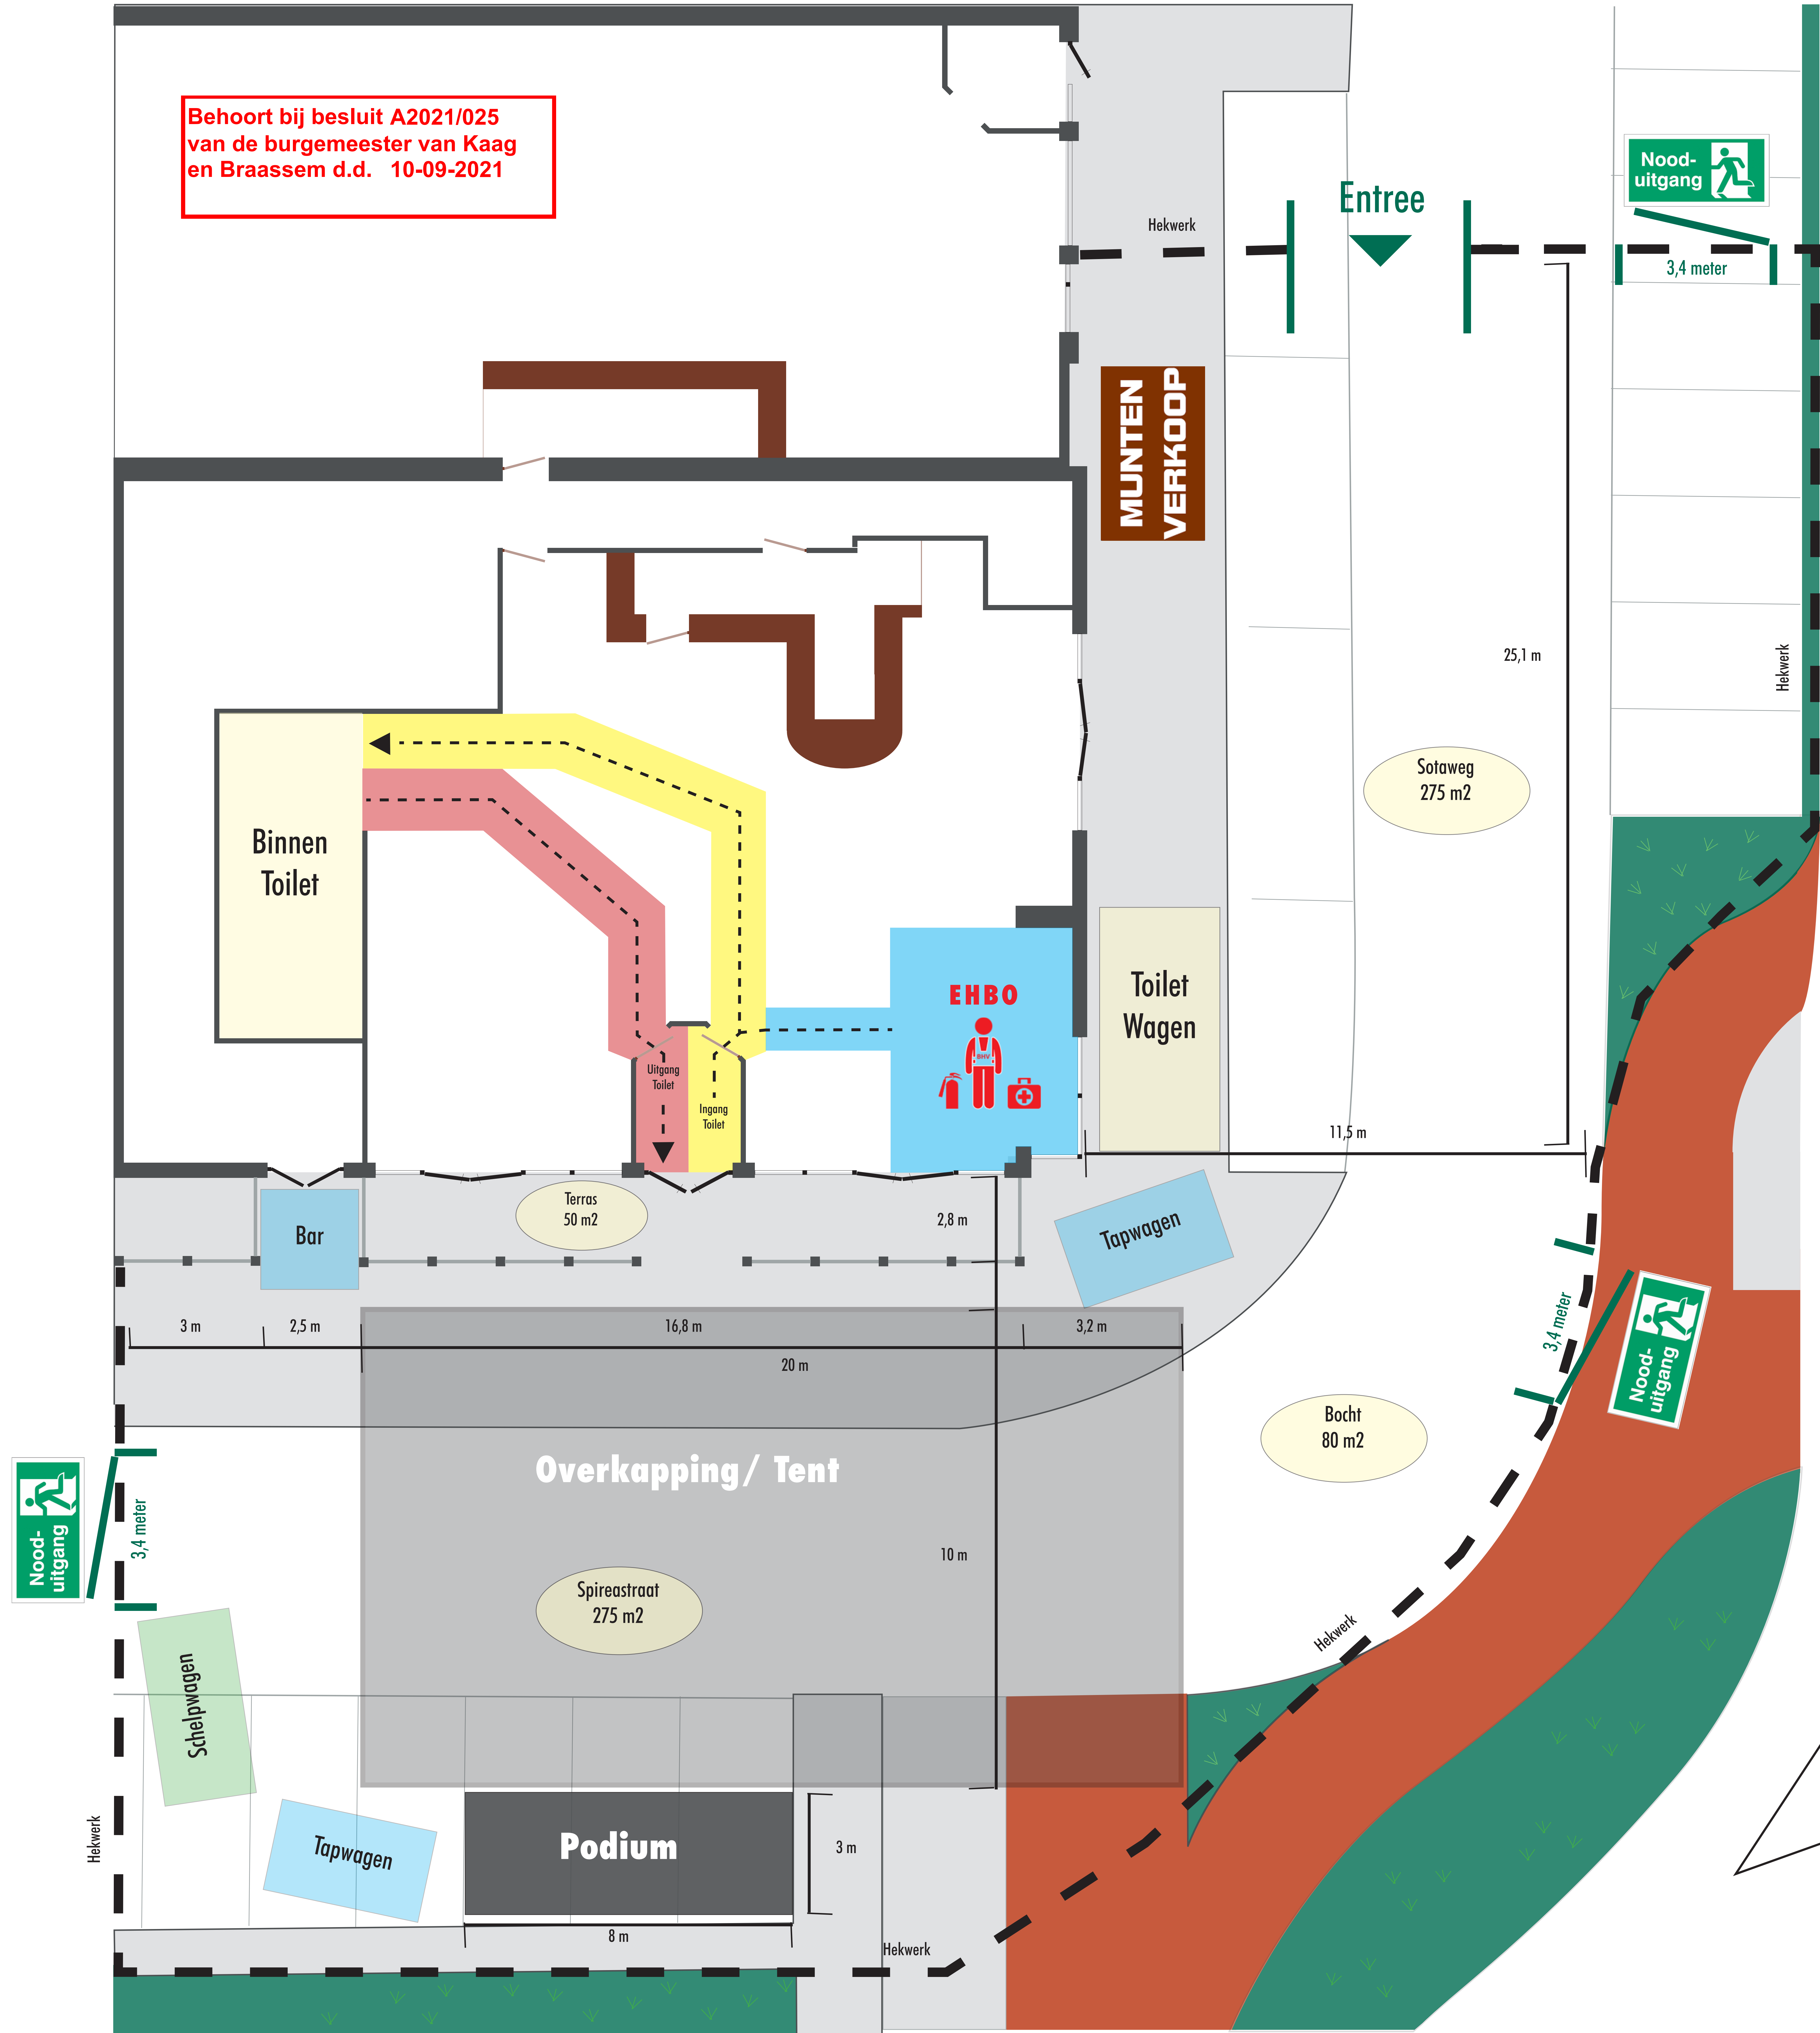 Behoort bij besluit A2021/025
van de burgemeester van Kaag
en Braassem d.d. 10-09-2021
Nood-
uitgang
Entree
Hekwerk
3,4 meter
MUNTEN
VERKOOP
25,1 m
Hekwerk
Sotaweg
275 m2
Binnen
Toilet
EHBO
BHV
Toilet
Wagen
Uitgang
Toilet
Ingang
Toilet
11,5 m
Terras
50 m2
2,8 m
Bar
Tapwagen
3 m
2,5 m
16,8 m
3,2 m
20 m
3,4 meter
Nood-
uitgang
Bocht
80 m2
Overkapping/ Tent
Nood-
uitgang
3,4 meter
10 m
Spireastraat
275 m2
Hekwerk
Schelpwagen
Hekwerk
Tapwagen
Podium
3 m
8 m
Hekwerk